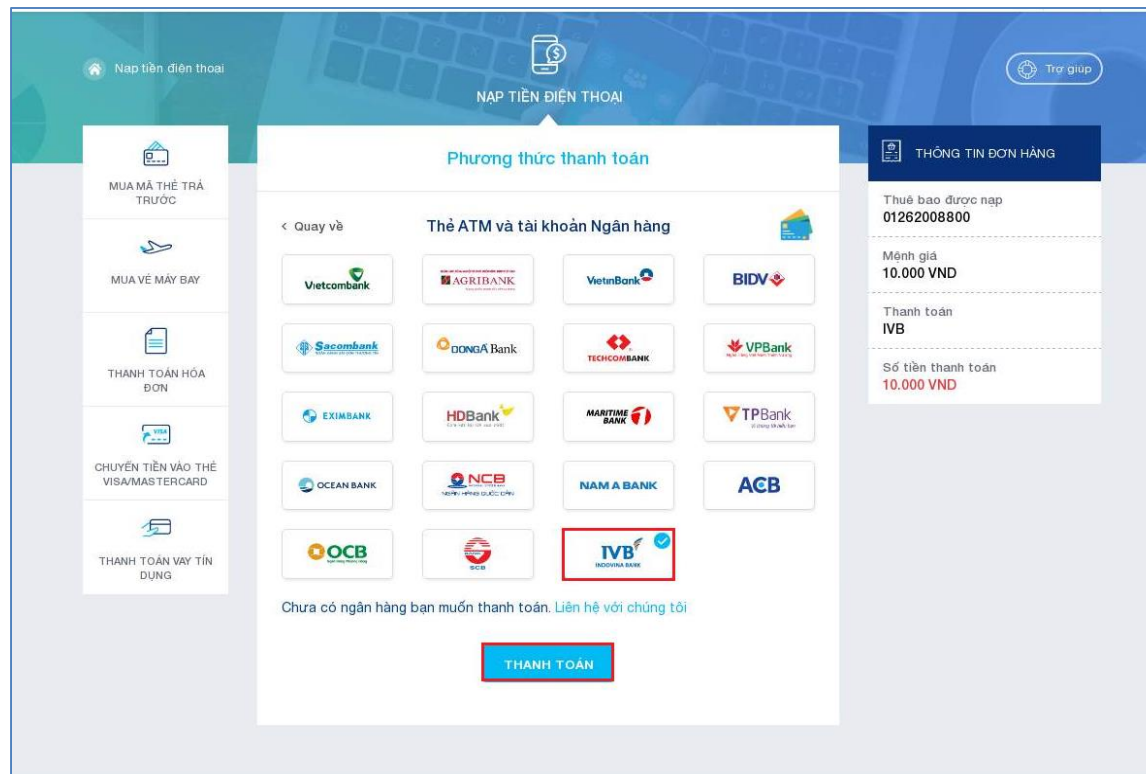 Nạp tiền điện thoại
NẠP TIỀN ĐIỆN THOẠI
Trợ giúp
MUA MÃ THẺ TRẢ
TRƯỚC
MUA VÉ MÁY BAY
THANH TOÁN HÓA
ĐƠN
VISA
CHUYỂN TIỀN VÀO THẺ
VISA/MASTERCARD
THANH TOÁN VAY TÍN
DỤNG
Phương thức thanh toán
< Quay về
Thẻ ATM và tài khoản Ngân hàng
Vietcombank
AGRIBANK
VietinBank
BIDV
Sacombank
DONGA Bank
TECHCOMBANK
VPBank
EXIMBANK
HDBank
MARITIME
BANK
TPBank
OCEAN BANK
NCB
NGÂN HÀNG QUỐC DÂN
NAM A BANK
ACB
OCB
SCB
IVB
INDOVINA BANK
Chưa có ngân hàng bạn muốn thanh toán. Liên hệ với chúng tôi
THANH TOÁN
THÔNG TIN ĐƠN HÀNG
Thuê bao được nạp
01262008800
Mệnh giá
10.000 VND
Thanh toán
IVB
Số tiền thanh toán
10.000 VND